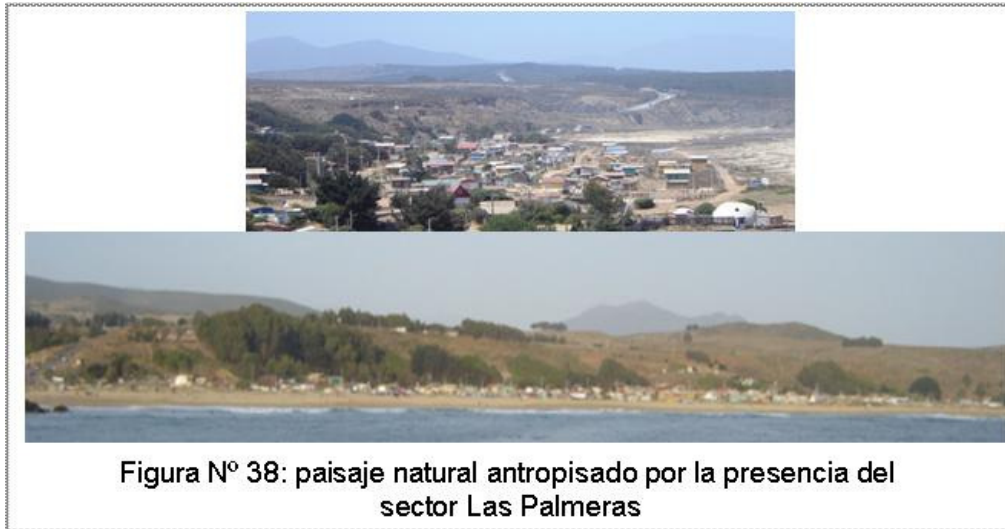 Figura Nº 38: paisaje natural antropisado por la presencia del
sector Las Palmeras